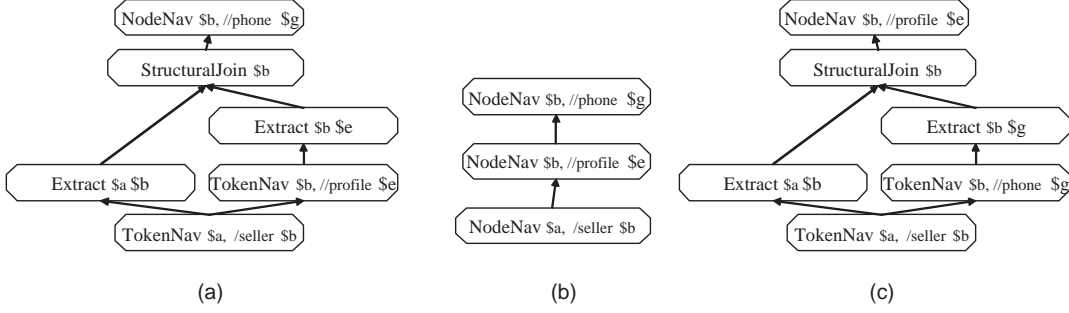 NodeNav $b, //phone $g
StructuralJoin $b
Extract $b $e
Extract $a $b
TokenNav $b, //profile $e
TokenNav $a, /seller $b
(a)
NodeNav $b, //phone $g
NodeNav $b, //profile $e
NodeNav $a, /seller $b
(b)
NodeNav $b, //profile $e
StructuralJoin $b
Extract $b $g
Extract $a $b
TokenNav $b, //phone $g
TokenNav $a, /seller $b
(c)